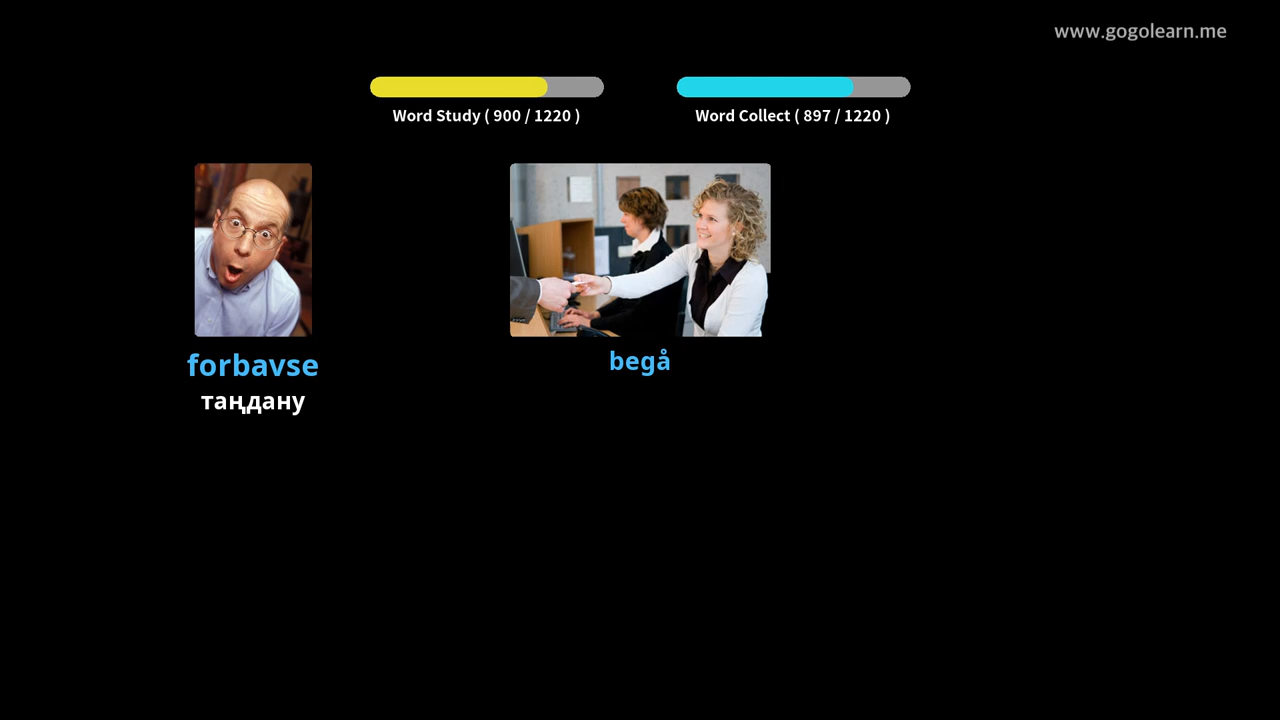 www.gogolearn.me
Word Study ( 900 / 1220 )
Word Collect ( 897 / 1220 )
forbavse
таңдану
begå